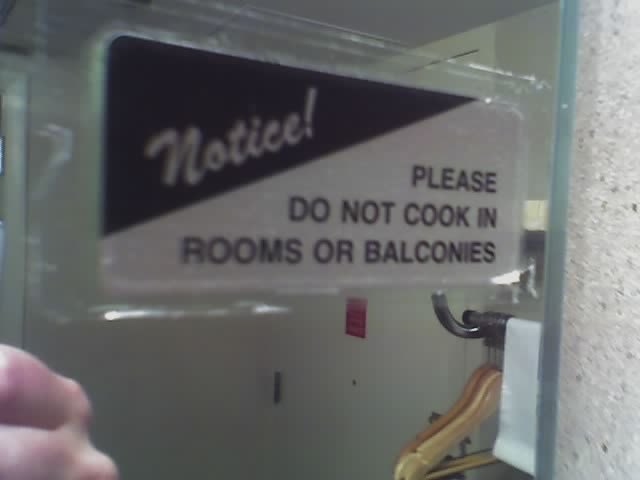 Notice!
PLEASE
DO NOT COOK IN
ROOMS OR BALCONIES